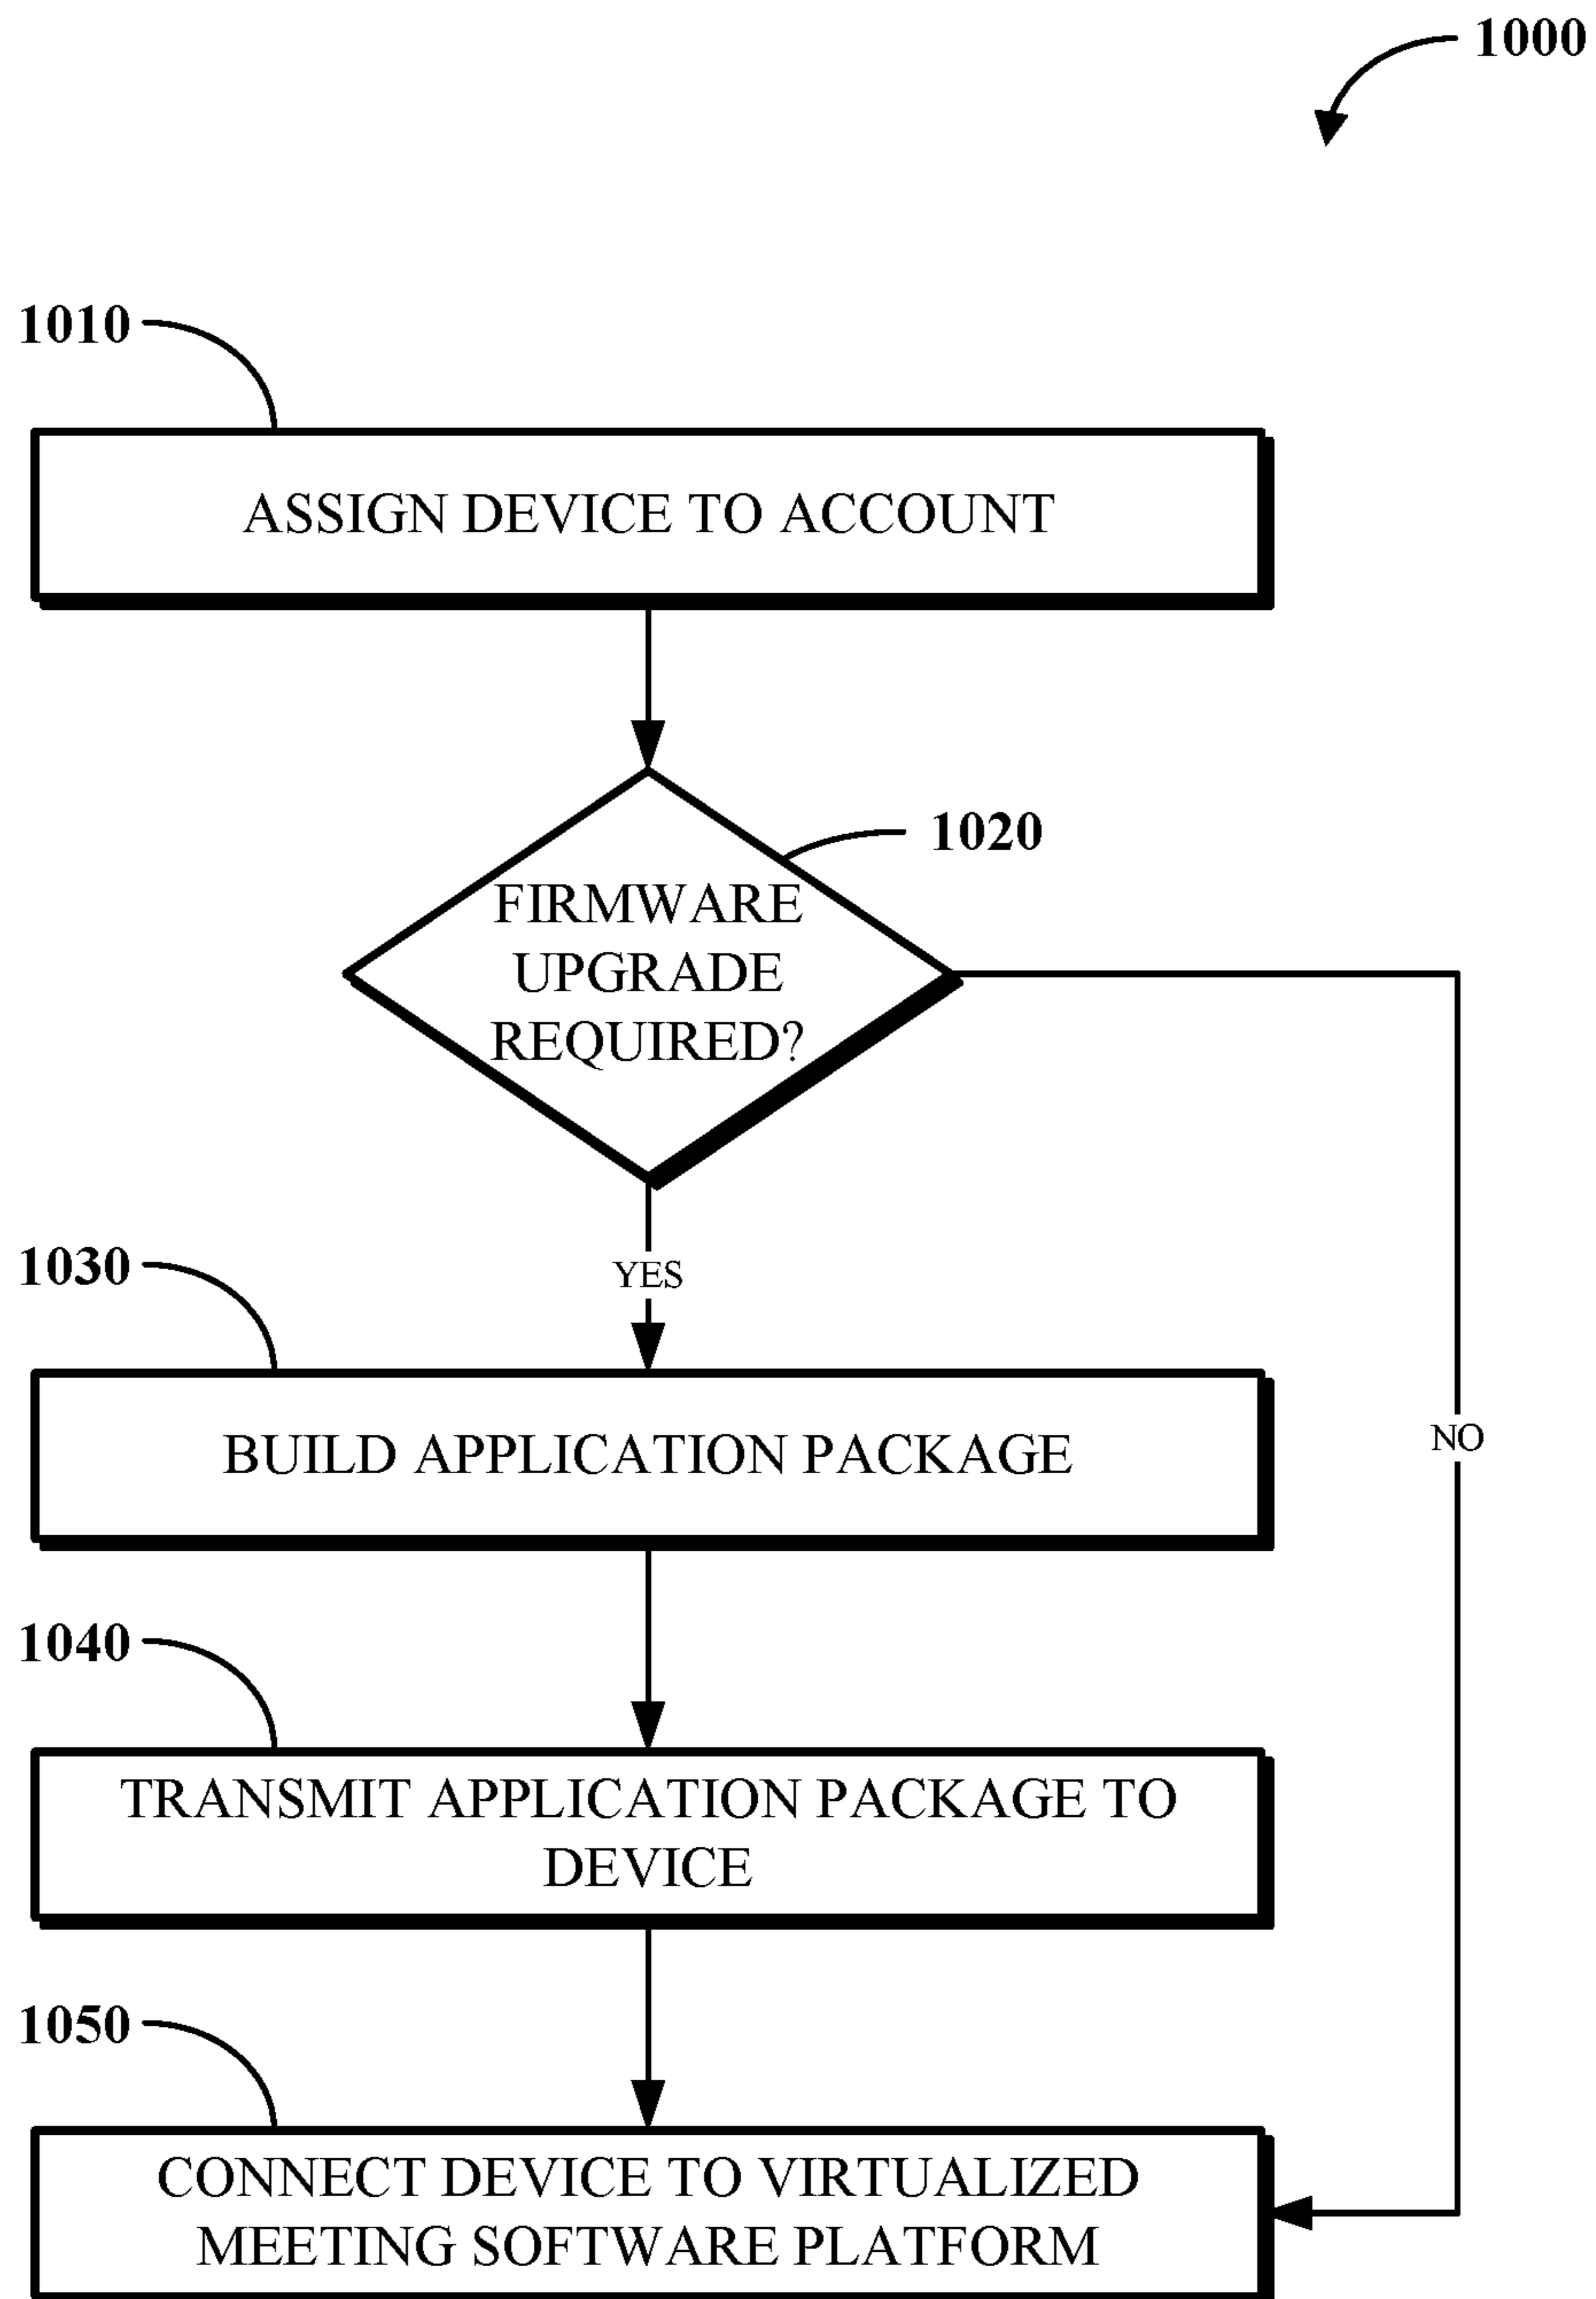 1000
1010
ASSIGN DEVICE TO ACCOUNT
1020
FIRMWARE
UPGRADE
REQUIRED?
YES
1030
BUILD APPLICATION PACKAGE
NO
1040
TRANSMIT APPLICATION PACKAGE TO
DEVICE
1050
CONNECT DEVICE TO VIRTUALIZED
MEETING SOFTWARE PLATFORM